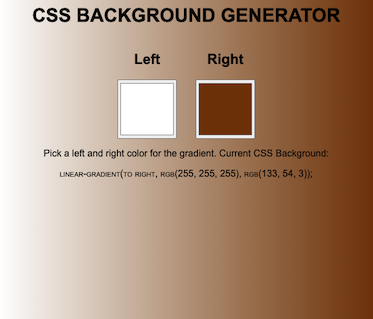 CSS BACKGROUND GENERATOR
Left Right
Pick a left and right color for the gradient. Current CSS Background:
LINEAR-GRADIENT(TO RIGHT, RGB(255, 255, 255), RGB(133, 54, 3));